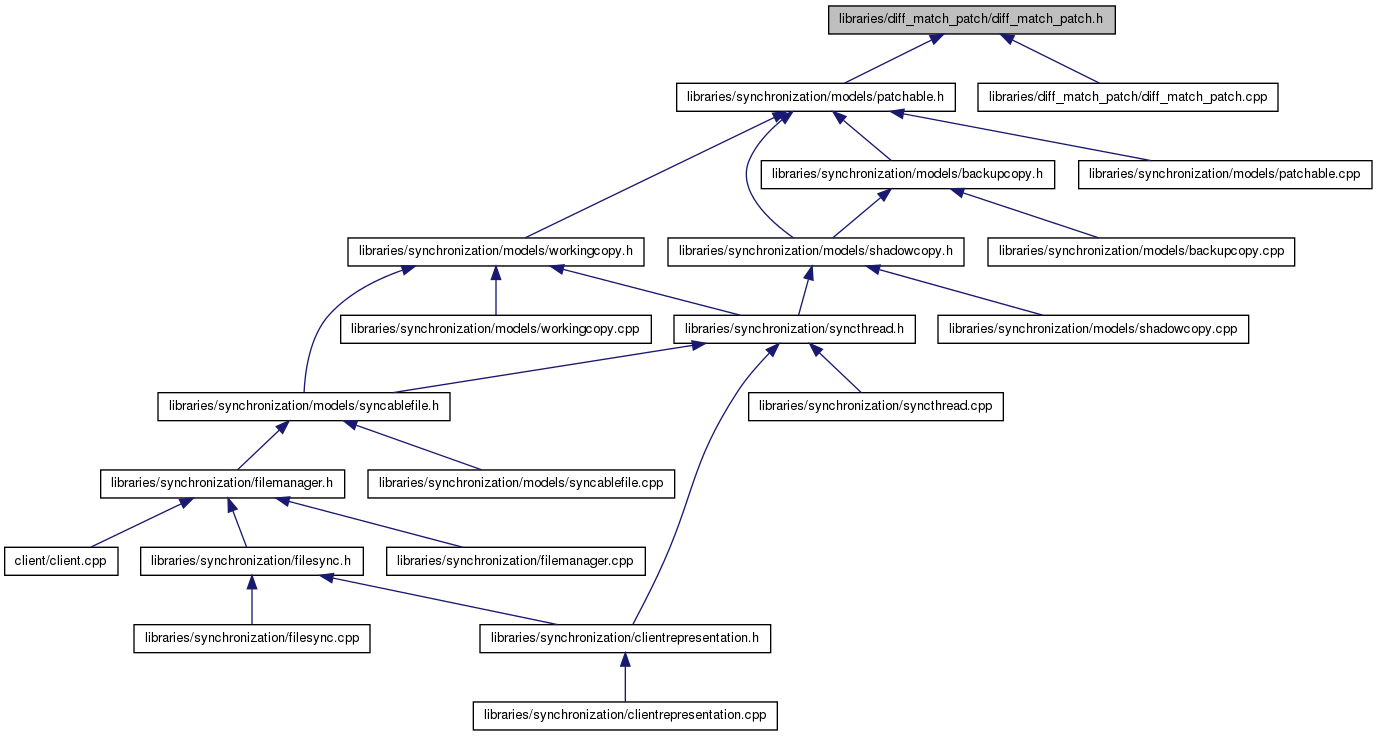 libraries/diff_match_patch/diff_match_patch.h
libraries/synchronization/models/patchable.h
libraries/diff_match_patch/diff_match_patch.cpp
libraries/synchronization/models/backupcopy.h
libraries/synchronization/models/patchable.cpp
libraries/synchronization/models/workingcopy.h
libraries/synchronization/models/shadowcopy.h
libraries/synchronization/models/backupcopy.cpp
libraries/synchronization/models/workingcopy.cpp
libraries/synchronization/syncthread.h
libraries/synchronization/models/shadowcopy.cpp
libraries/synchronization/models/syncablefile.h
libraries/synchronization/syncthread.cpp
libraries/synchronization/filemanager.h
libraries/synchronization/models/syncablefile.cpp
client/client.cpp
libraries/synchronization/filesync.h
libraries/synchronization/filemanager.cpp
libraries/synchronization/filesync.cpp
libraries/synchronization/clientrepresentation.h
libraries/synchronization/clientrepresentation.cpp